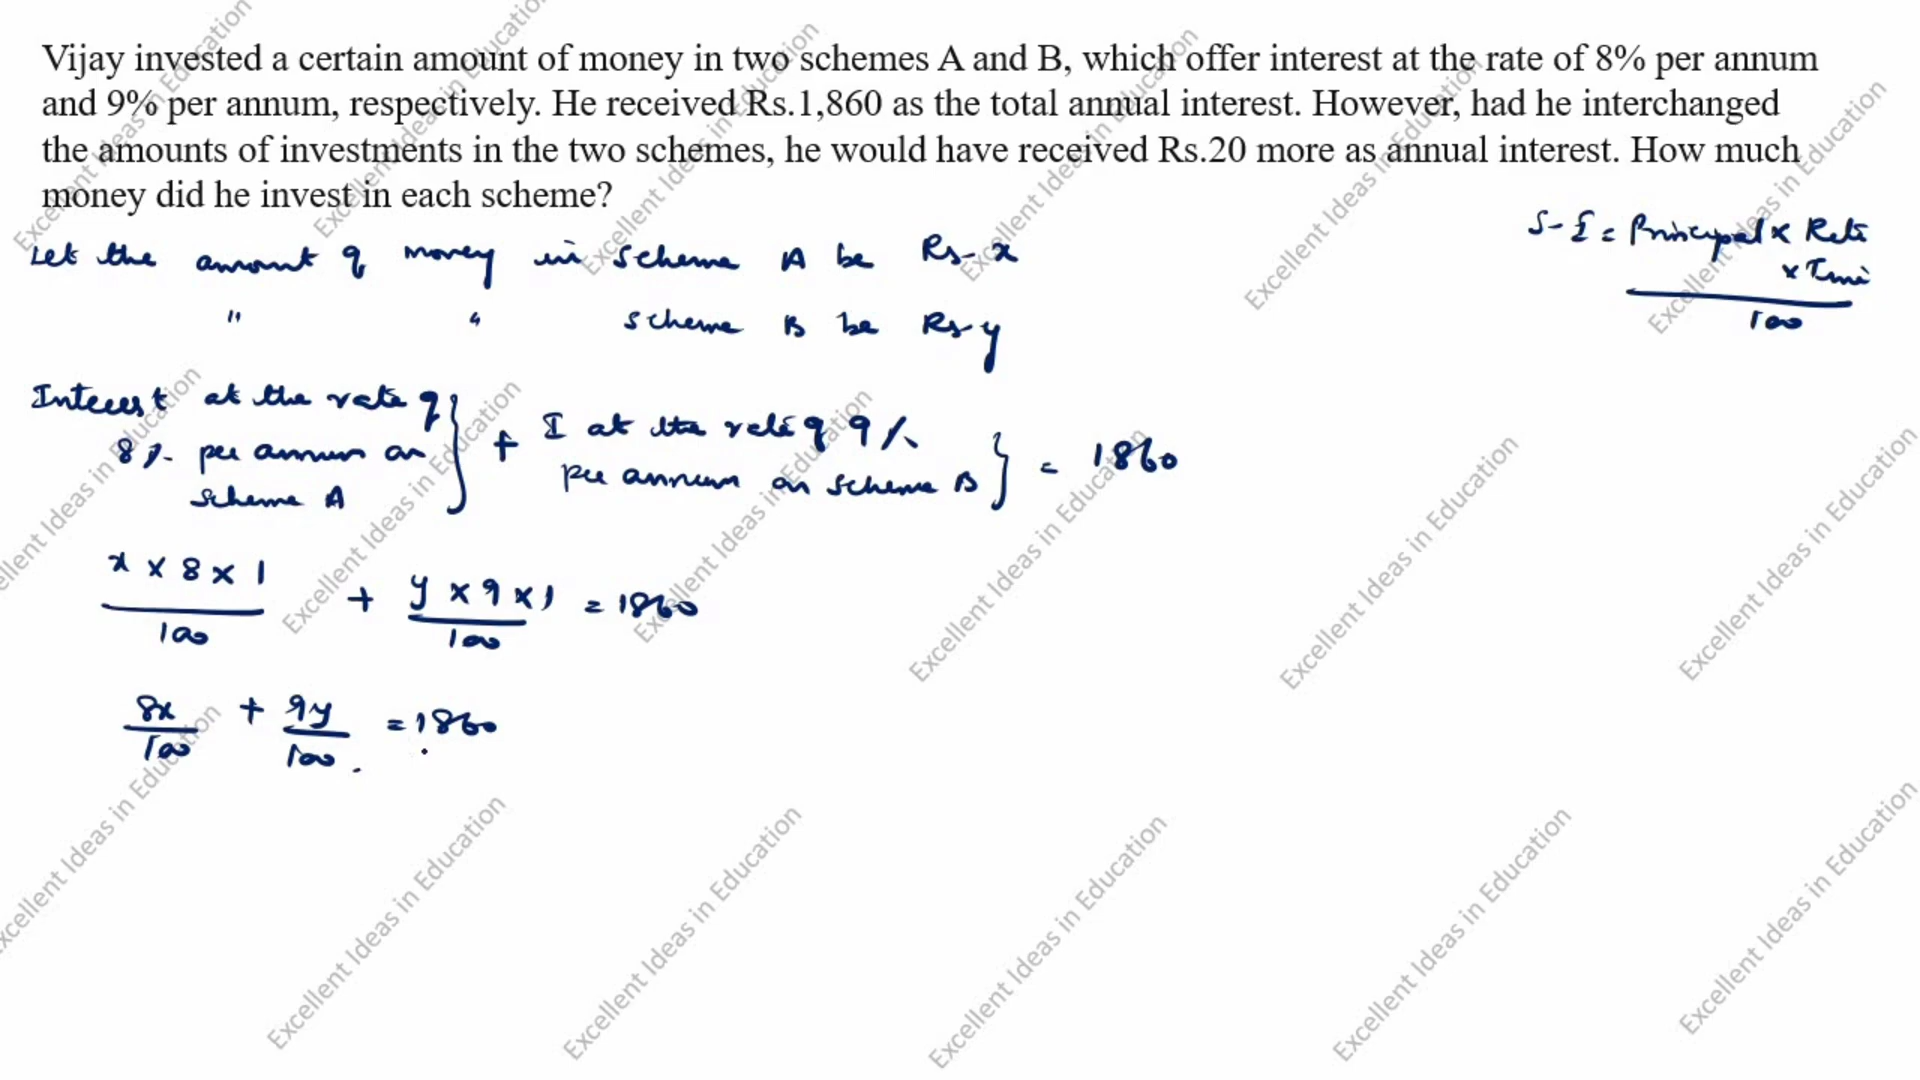 Vijay invested a certain amount of money in two schemes A and B, which offer interest at the rate of 8% per annum
and 9% per annum, respectively. He received Rs.1,860 as the total annual interest. However, had he interchanged
the amounts of investments in the two schemes, he would have received Rs.20 more as annual interest. How much
money did he invest in each scheme?
S-I = Principal x Rate
x Time
100
Let the amount of money in scheme A be Rs-x
" " scheme B be Rs-y
Interest at the rate of
8%. per annum on
scheme A
+ I at the rate of 9%
per annum on scheme B
= 1860
x x 8 x 1
100
+ y x 9 x 1
100
= 1860
8x
100
+ 9y
100
= 1860
Excellent Ideas in Education